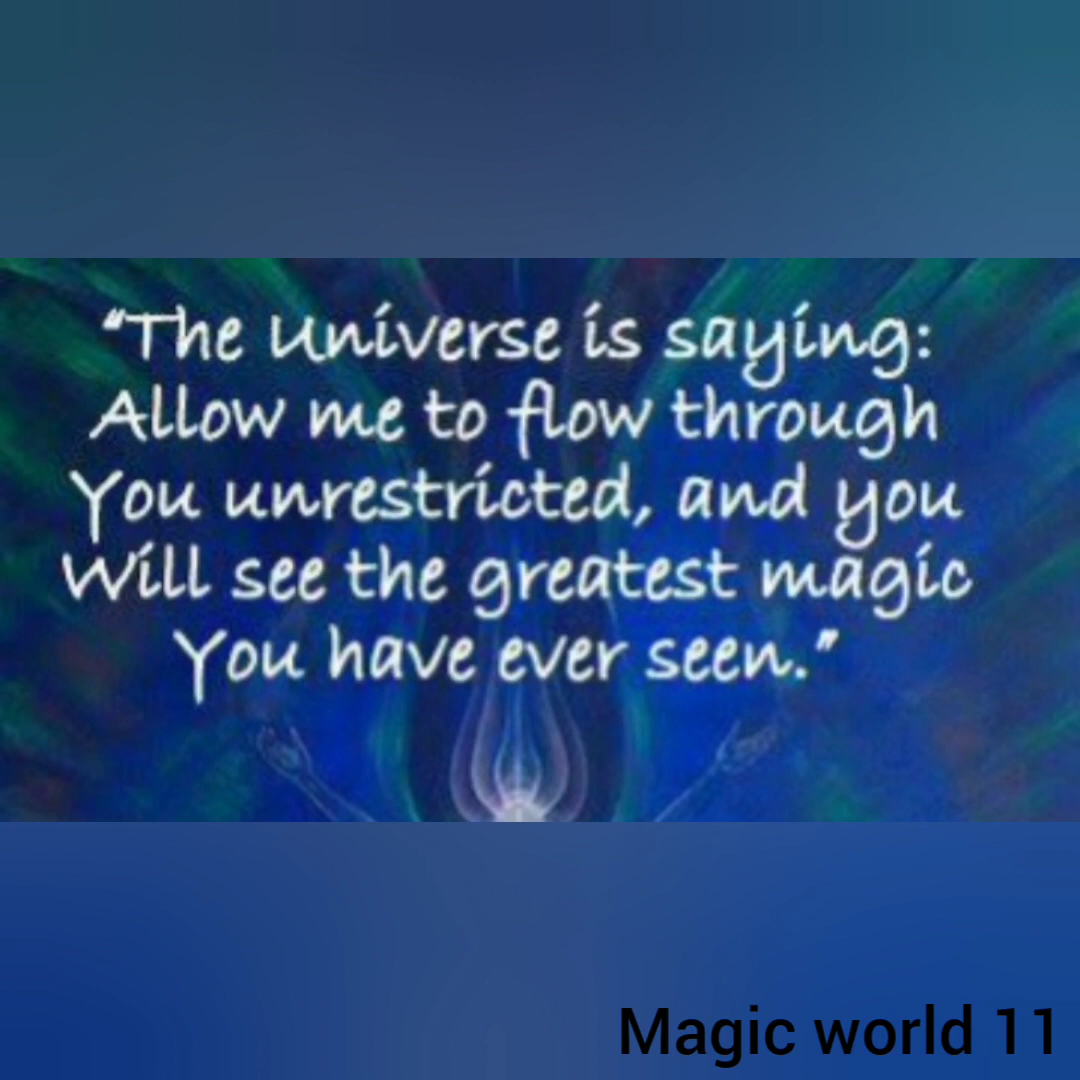 “The Universe is saying:
Allow me to flow through
You unrestricted, and you
Will see the greatest magic
You have ever seen.”
Magic world 11